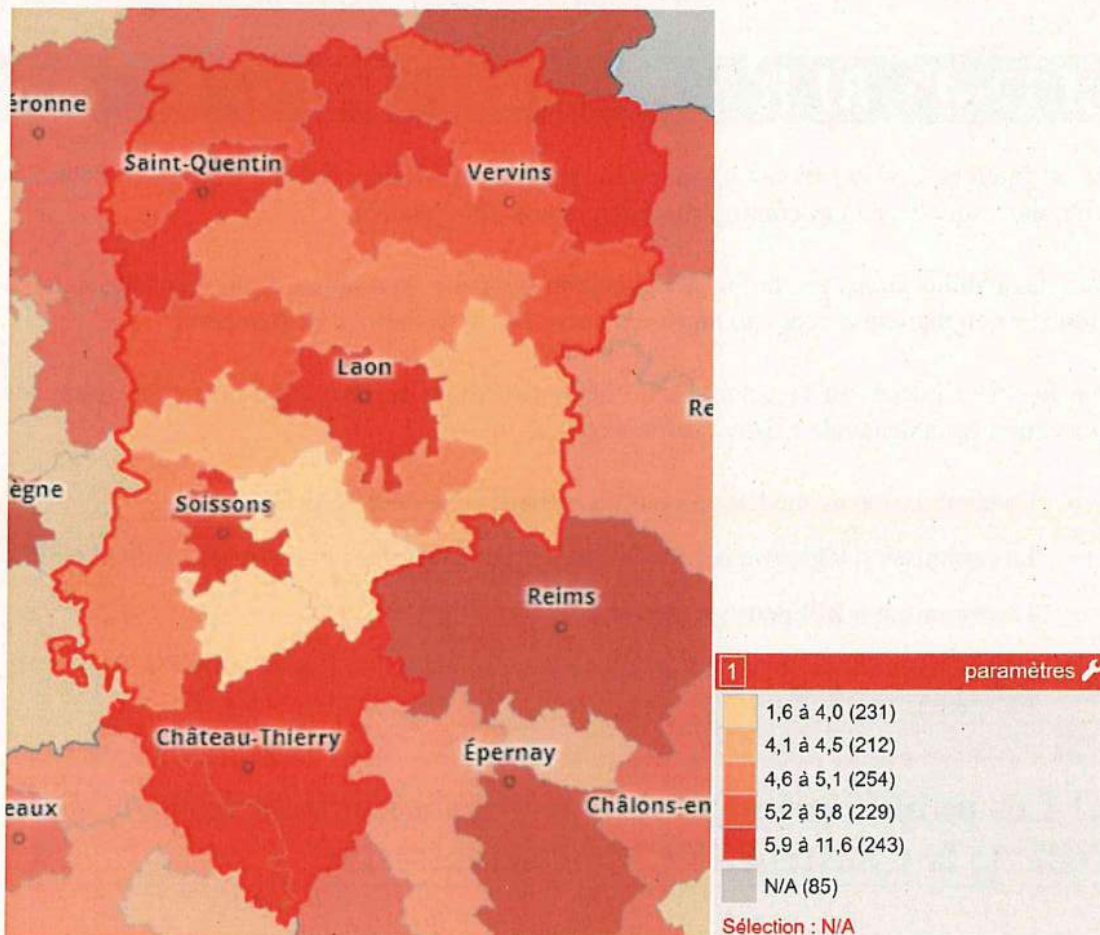 éronne
Saint-Quentin
Vervins
Laon
Re
ègne
Soissons
Reims
Château-Thierry
Épernay
eaux
Châlons-en
1 paramètres
1,6 à 4,0 (231)
4,1 à 4,5 (212)
4,6 à 5,1 (254)
5,2 à 5,8 (229)
5,9 à 11,6 (243)
N/A (85)
Sélection : N/A